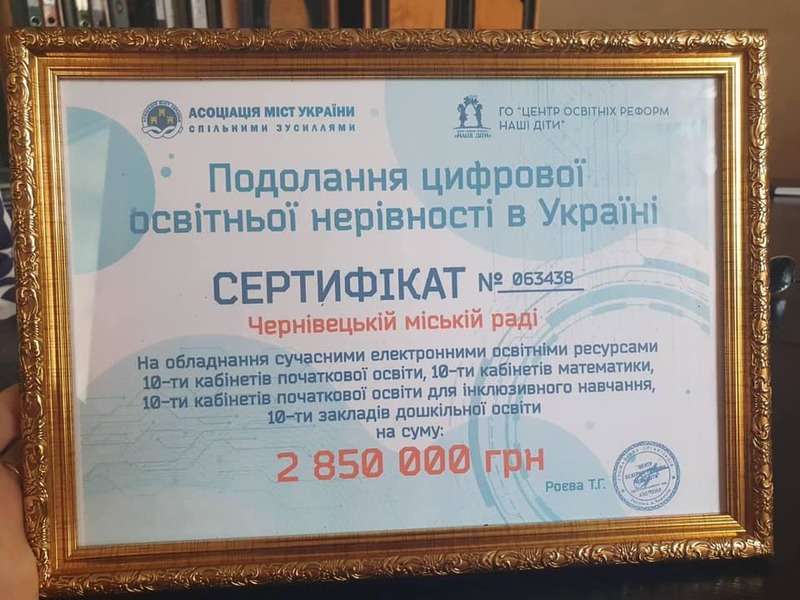 АСОЦІАЦІЯ МІСТ УКРАЇНИ
СПІЛЬНИМИ ЗУСИЛЛЯМИ
«НАШІ ДІТИ»
ГО "ЦЕНТР ОСВІТНІХ РЕФОРМ
НАШІ ДІТИ"
Подолання цифрової
освітньої нерівності в Україні
СЕРТИФІКАТ № 063438
Чернівецькій міській раді
На обладнання сучасними електронними освітніми ресурсами
10-ти кабінетів початкової освіти, 10-ти кабінетів математики,
10-ти кабінетів початкової освіти для інклюзивного навчання,
10-ти закладів дошкільної освіти
на суму:
2 850 000 грн
Роєва Т.Г.